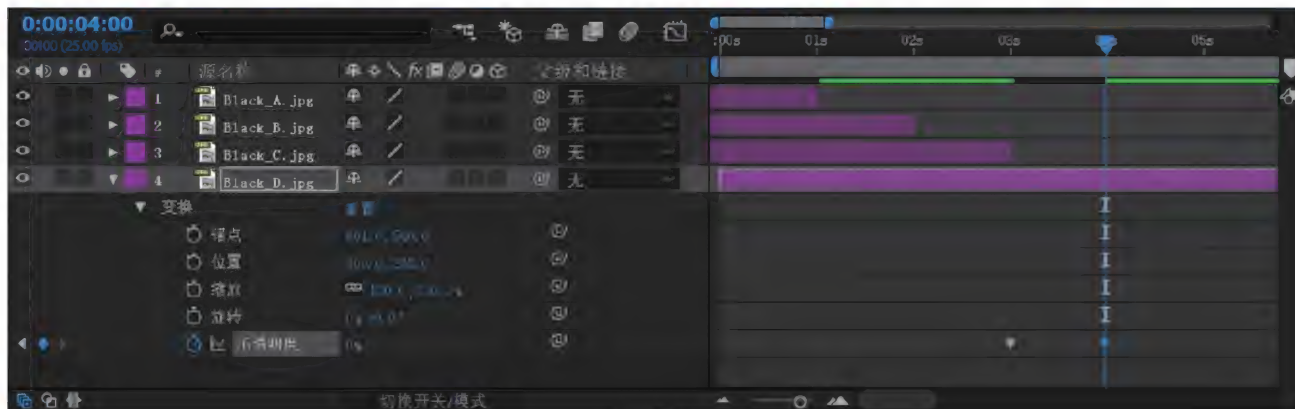 0:00:04:00
00100 (25.00 fps)
:00s 01s 02s 03s 05s
# 源名称 fx 父级和链接
1 Black_A.jpg 无
2 Black_B.jpg 无
3 Black_C.jpg 无
4 Black_D.jpg 无
变换 重置
锚点
位置
缩放
旋转
不透明度 0%
切换开关/模式